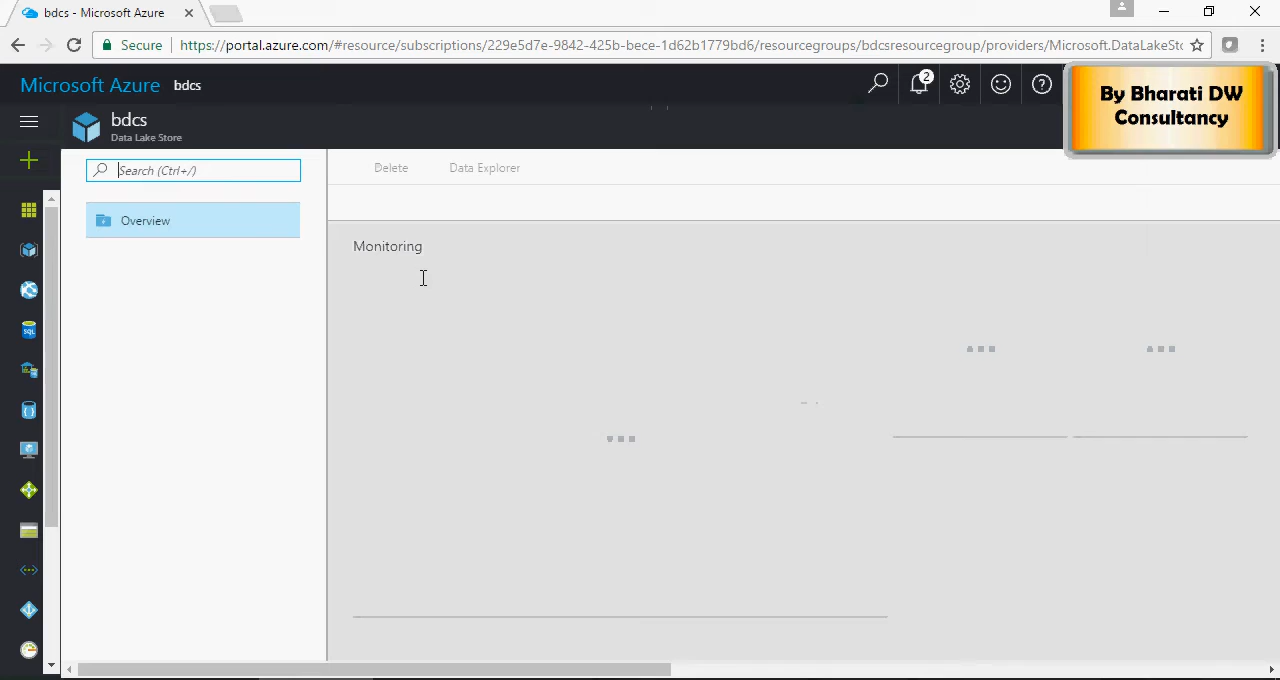 bdcs - Microsoft Azure
Secure
https://portal.azure.com/#resource/subscriptions/229e5d7e-9842-425b-bece-1d62b1779bd6/resourcegroups/bdcsresourcegroup/providers/Microsoft.DataLakeSto
Microsoft Azure bdcs
2
By Bharati DW
Consultancy
bdcs
Data Lake Store
Search (Ctrl+/)
Delete Data Explorer
Overview
Monitoring
SQL